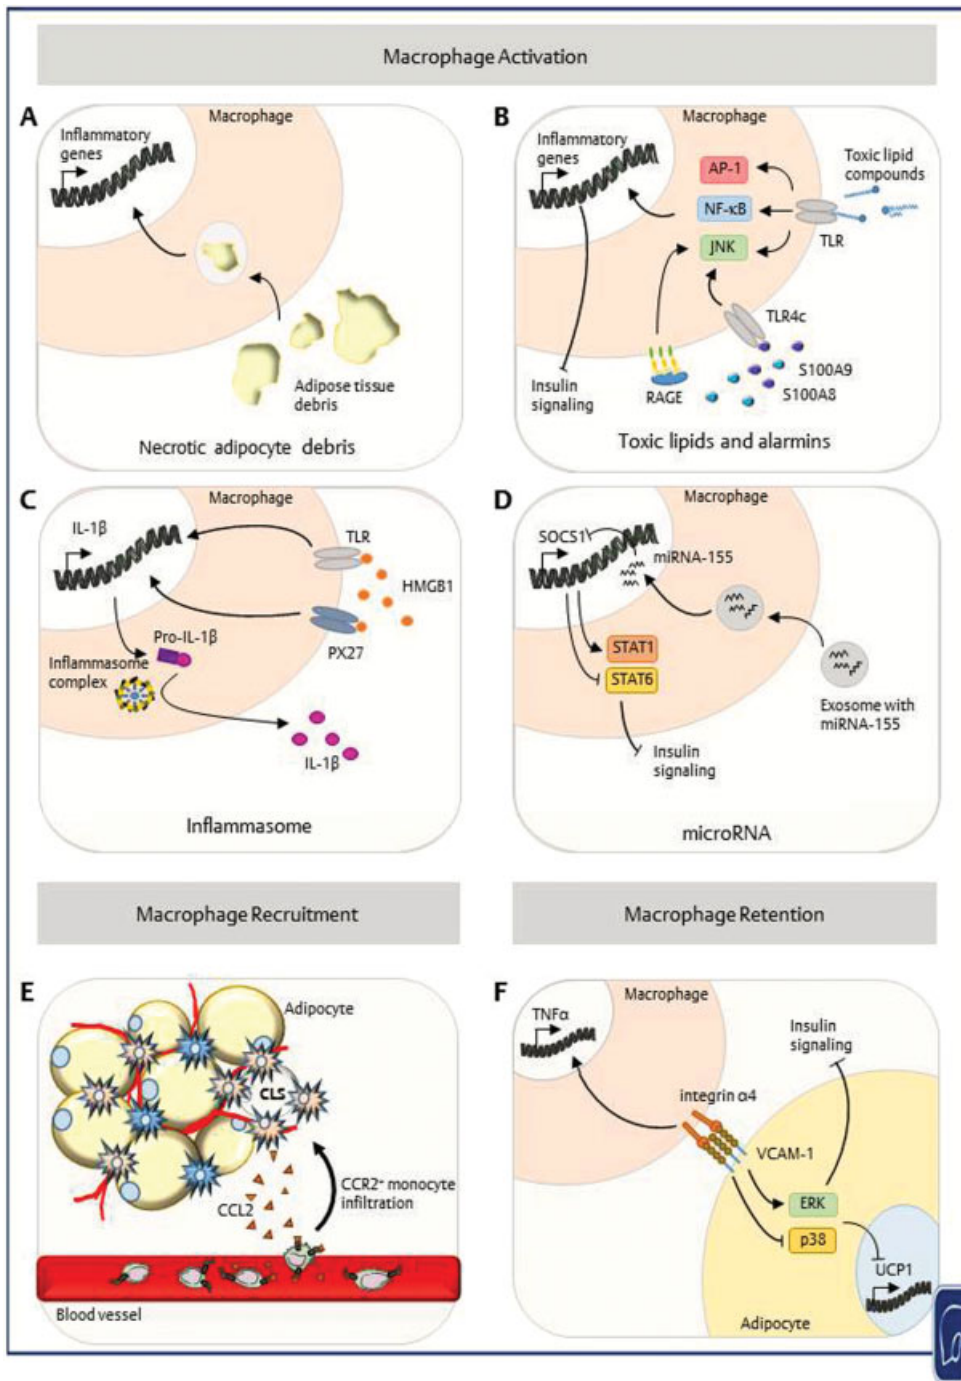 Macrophage Activation
A
Macrophage
Inflammatory
genes
Adipose tissue
debris
Necrotic adipocyte debris
B
Macrophage
Inflammatory
genes
Toxic lipid
compounds
AP-1
NF-κB
JNK
TLR
TLR4c
S100A9
S100A8
RAGE
Insulin
signaling
Toxic lipids and alarmins
C
Macrophage
IL-1β
TLR
HMGB1
PX27
Pro-IL-1β
Inflammasome
complex
IL-1β
Inflammasome
D
Macrophage
SOCS1
miRNA-155
STAT1
STAT6
Exosome with
miRNA-155
Insulin
signaling
microRNA
Macrophage Recruitment
Macrophage Retention
E
Adipocyte
CLS
CCL2
CCR2⁺ monocyte
infiltration
Blood vessel
F
Macrophage
TNFα
Insulin
signaling
integrin α4
VCAM-1
ERK
p38
UCP1
Adipocyte